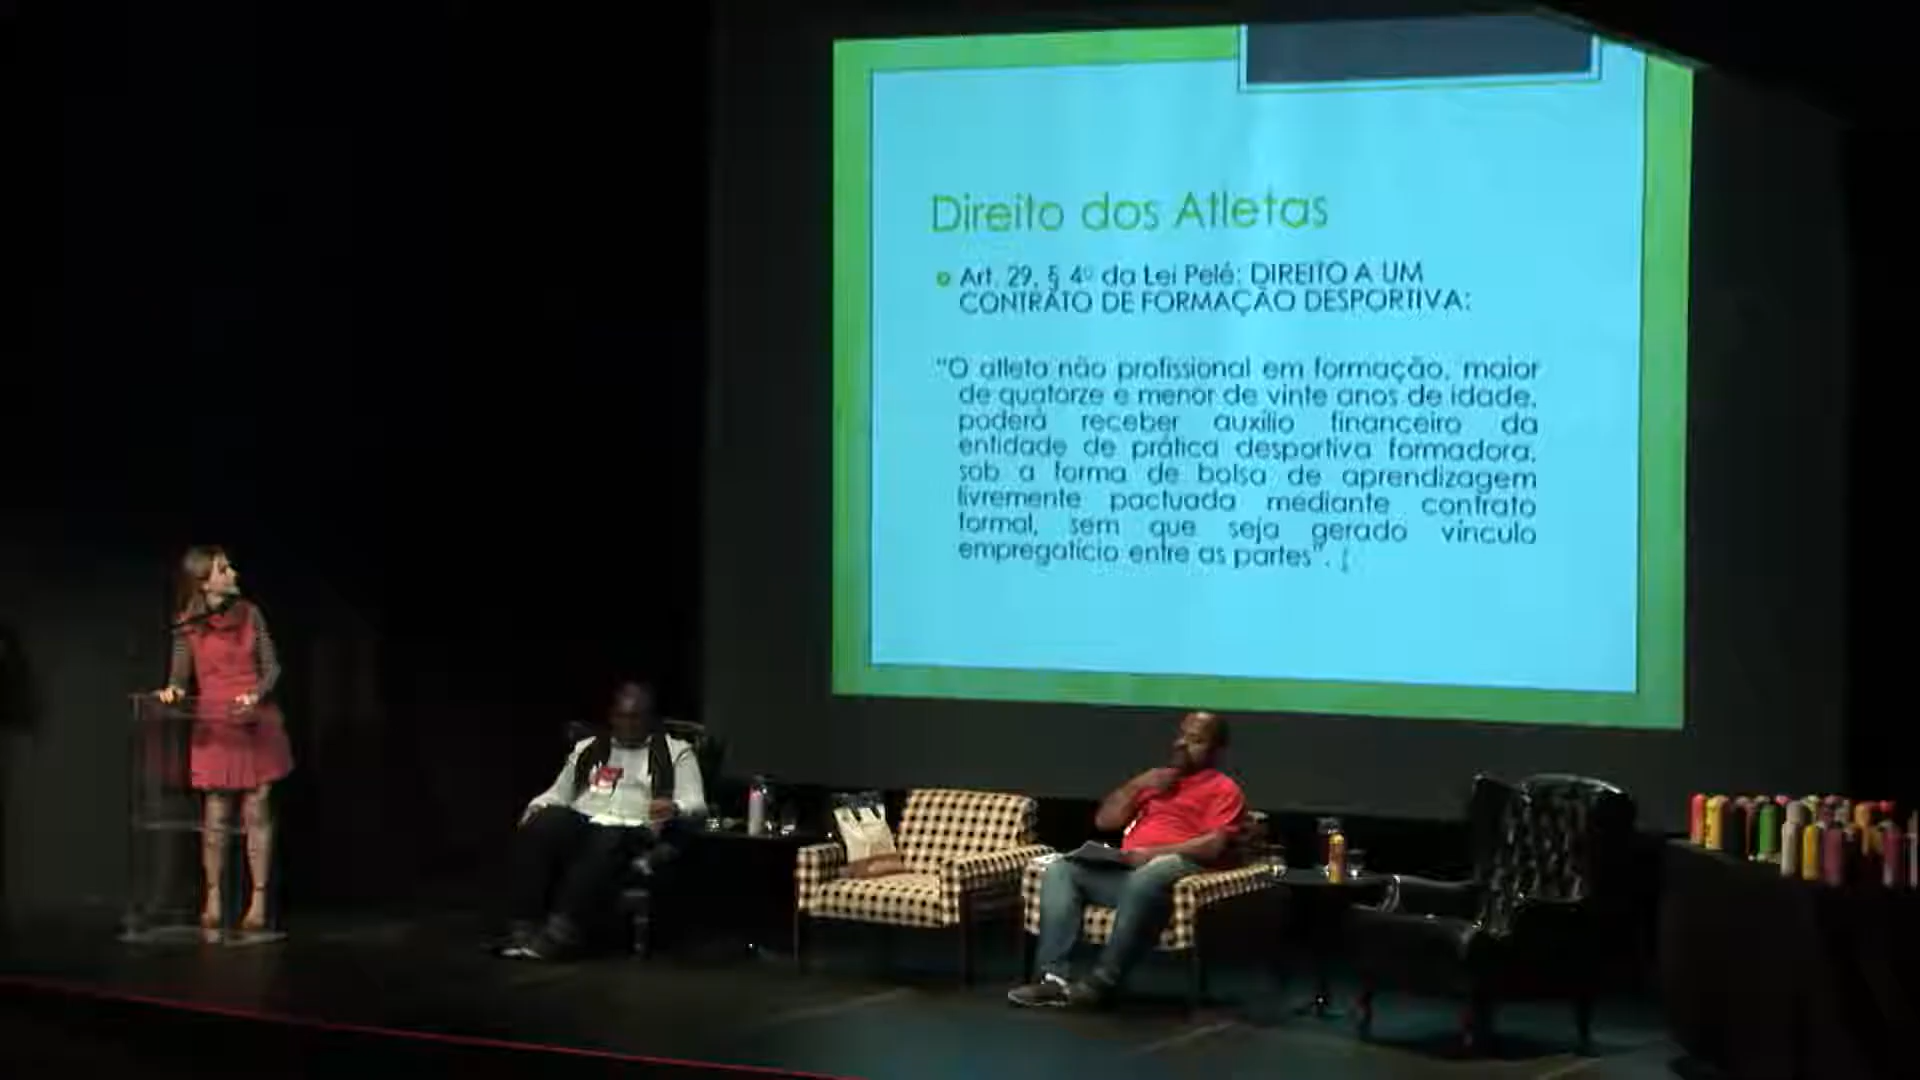 Direito dos Atletas
Art. 29, § 4º da Lei Pelé: DIREITO A UM
CONTRATO DE FORMAÇÃO DESPORTIVA:
“O atleta não profissional em formação, maior
de quatorze e menor de vinte anos de idade,
poderá receber auxílio financeiro da
entidade de prática desportiva formadora,
sob a forma de bolsa de aprendizagem
livremente pactuada mediante contrato
formal, sem que seja gerado vínculo
empregatício entre as partes”. (